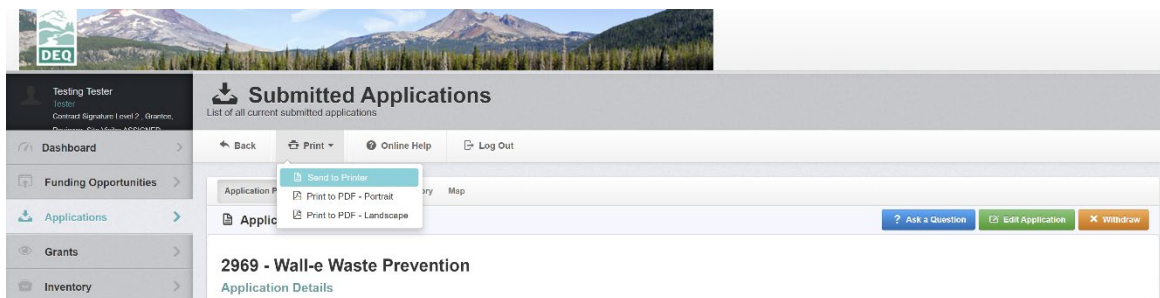 DEQ
Testing Tester
Tester
Contract Signature Level 2 , Grantee,
Submitted Applications
List of all current submitted applications
Back
Print
Online Help
Log Out
Dashboard
Funding Opportunities
Applications
Grants
Inventory
Send to Printer
Print to PDF - Portrait
Print to PDF - Landscape
Application P
ory
Map
Applic
? Ask a Question
Edit Application
Withdraw
2969 - Wall-e Waste Prevention
Application Details